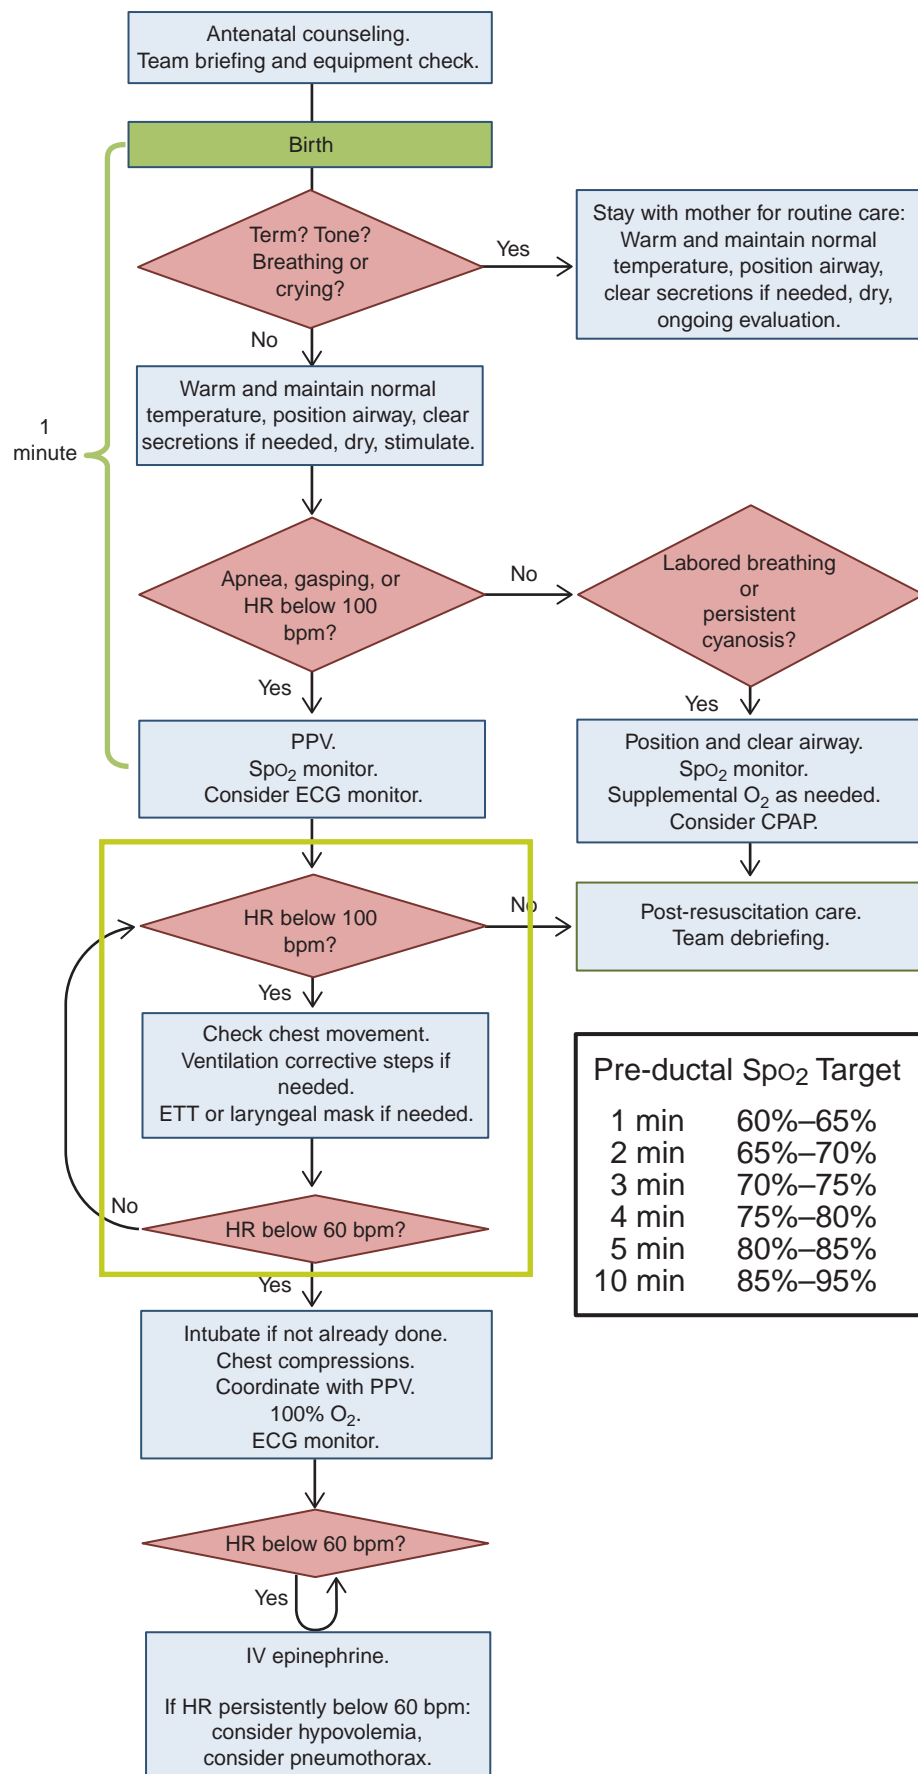 Antenatal counseling.
Team briefing and equipment check.
Birth
Term? Tone?
Breathing or
crying?
Yes
Stay with mother for routine care:
Warm and maintain normal
temperature, position airway,
clear secretions if needed, dry,
ongoing evaluation.
No
Warm and maintain normal
temperature, position airway, clear
secretions if needed, dry, stimulate.
1
minute
Apnea, gasping, or
HR below 100
bpm?
No
Labored breathing
or
persistent
cyanosis?
Yes
Yes
PPV.
SpO₂ monitor.
Consider ECG monitor.
Position and clear airway.
SpO₂ monitor.
Supplemental O₂ as needed.
Consider CPAP.
HR below 100
bpm?
No
Post-resuscitation care.
Team debriefing.
Yes
Check chest movement.
Ventilation corrective steps if
needed.
ETT or laryngeal mask if needed.
No
HR below 60 bpm?
Yes
Pre-ductal SpO₂ Target
1 min 60%–65%
2 min 65%–70%
3 min 70%–75%
4 min 75%–80%
5 min 80%–85%
10 min 85%–95%
Intubate if not already done.
Chest compressions.
Coordinate with PPV.
100% O₂.
ECG monitor.
HR below 60 bpm?
Yes
IV epinephrine.
If HR persistently below 60 bpm:
consider hypovolemia,
consider pneumothorax.